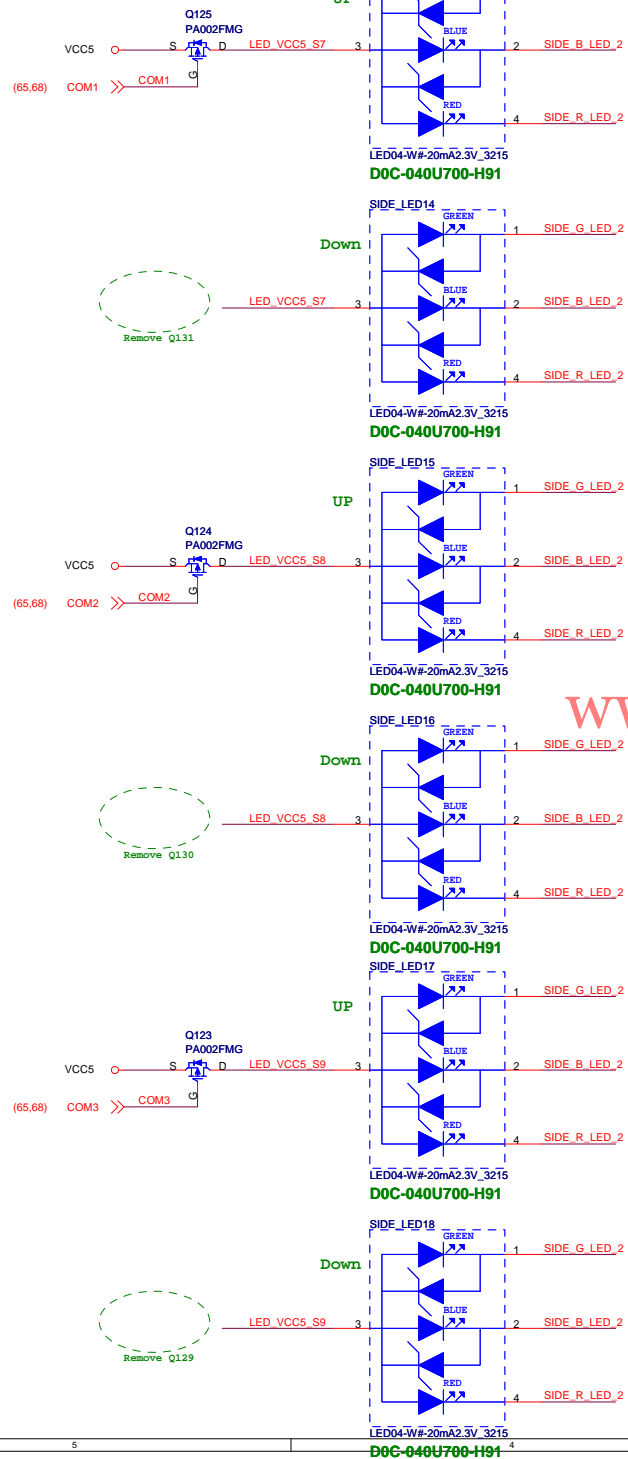 UP
Q125
PA002FMG
VCC5 S D LED_VCC5_S7 3
G
(65,68) COM1 COM1
BLUE
2 SIDE_B_LED_2
RED
4 SIDE_R_LED_2
LED04-W#-20mA2.3V_3215
D0C-040U700-H91
SIDE_LED14
GREEN
1 SIDE_G_LED_2
Down
BLUE
LED_VCC5_S7 3 2 SIDE_B_LED_2
Remove Q131
RED
4 SIDE_R_LED_2
LED04-W#-20mA2.3V_3215
D0C-040U700-H91
SIDE_LED15
GREEN
1 SIDE_G_LED_2
UP
Q124
PA002FMG
BLUE
VCC5 S D LED_VCC5_S8 3 2 SIDE_B_LED_2
G
(65,68) COM2 COM2
RED
4 SIDE_R_LED_2
LED04-W#-20mA2.3V_3215
D0C-040U700-H91
SIDE_LED16
GREEN
1 SIDE_G_LED_2
Down
BLUE
LED_VCC5_S8 3 2 SIDE_B_LED_2
Remove Q130
RED
4 SIDE_R_LED_2
LED04-W#-20mA2.3V_3215
D0C-040U700-H91
SIDE_LED17
GREEN
1 SIDE_G_LED_2
UP
Q123
PA002FMG
BLUE
VCC5 S D LED_VCC5_S9 3 2 SIDE_B_LED_2
G
(65,68) COM3 COM3
RED
4 SIDE_R_LED_2
LED04-W#-20mA2.3V_3215
D0C-040U700-H91
SIDE_LED18
GREEN
1 SIDE_G_LED_2
Down
BLUE
LED_VCC5_S9 3 2 SIDE_B_LED_2
Remove Q129
RED
4 SIDE_R_LED_2
LED04-W#-20mA2.3V_3215
5 4
D0C-040U700-H91